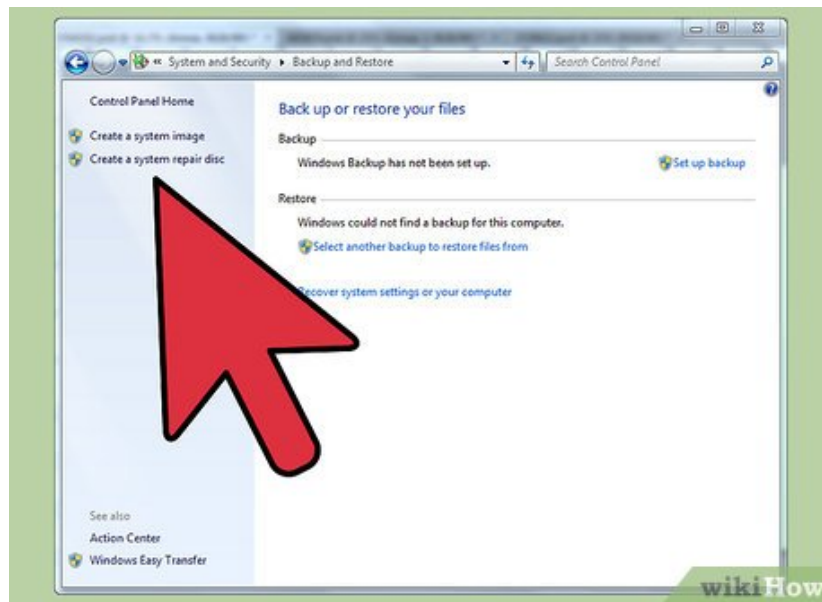 « System and Security ▸ Backup and Restore
Search Control Panel
Control Panel Home
Create a system image
Create a system repair disc
Back up or restore your files
Backup
Windows Backup has not been set up.
Set up backup
Restore
Windows could not find a backup for this computer.
Select another backup to restore files from
Recover system settings or your computer
See also
Action Center
Windows Easy Transfer
wikiHow